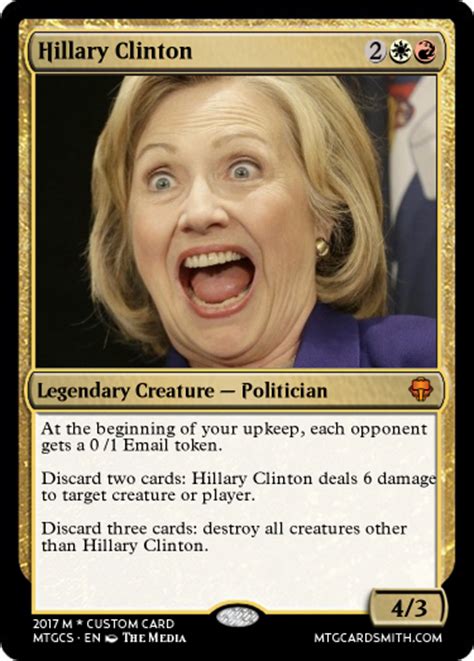 Hillary Clinton 2
Legendary Creature — Politician
At the beginning of your upkeep, each opponent
gets a 0 /1 Email token.
Discard two cards: Hillary Clinton deals 6 damage
to target creature or player.
Discard three cards: destroy all creatures other
than Hillary Clinton.
4/3
2017 M * CUSTOM CARD
MTGCS • EN THE MEDIA
MTGCARDSMITH.COM